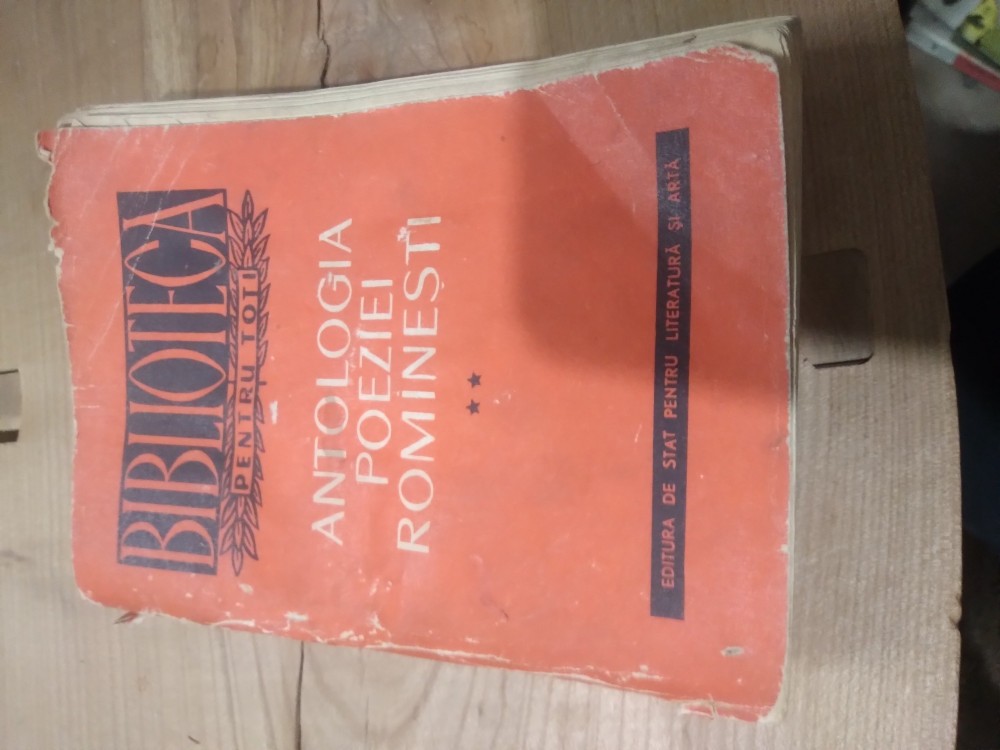 BIBLIOTECA
PENTRU TOȚI
ANTOLOGIA
POEZIEI
ROMÎNEȘTI
EDITURA DE STAT PENTRU LITERATURĂ ȘI ARTĂ